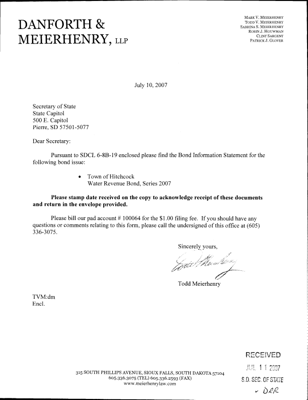 DANFORTH &
MEIERHENRY, LLP
MARK V. MEIERHENRY
TODD V. MEIERHENRY
SABRINA S. MEIERHENRY
ROBIN J. HOUWMAN
CLINT SARGENT
PATRICK J. GLOVER
July 10, 2007
Secretary of State
State Capitol
500 E. Capitol
Pierre, SD 57501-5077
Dear Secretary:
Pursuant to SDCL 6-8B-19 enclosed please find the Bond Information Statement for the
following bond issue:
• Town of Hitchcock
Water Revenue Bond, Series 2007
Please stamp date received on the copy to acknowledge receipt of these documents
and return in the envelope provided.
Please bill our pad account # 100064 for the $1.00 filing fee. If you should have any
questions or comments relating to this form, please call the undersigned of this office at (605)
336-3075.
Sincerely yours,
Todd Meierhenry
TVM:dm
Encl.
RECEIVED
JUL 11 2007
S.D. SEC. OF STATE
315 SOUTH PHILLIPS AVENUE, SIOUX FALLS, SOUTH DAKOTA 57104
605.336.3075 (TEL) 605.336.2593 (FAX)
www.meierhenrylaw.com